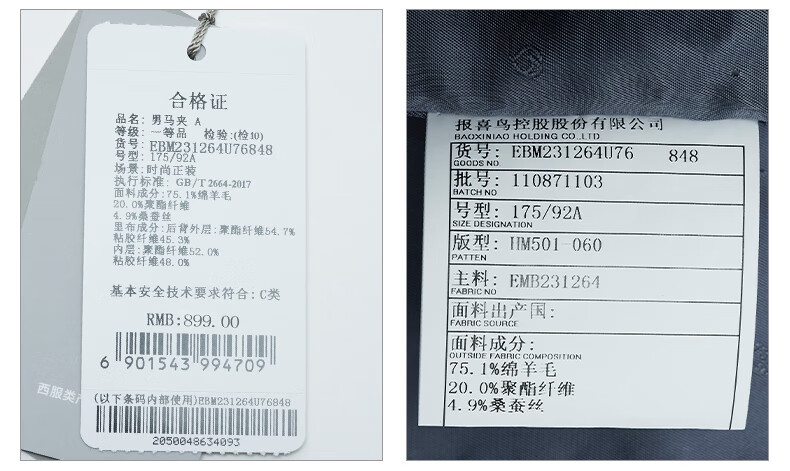 合格证
品名: 男马夹 A
等级: 一等品 检验:(检10)
货号: EBM231264U76848
号型: 175/92A
场景: 时尚正装
执行标准: GB/T 2664-2017
面料成分: 75.1%绵羊毛
20.0%聚酯纤维
4.9%桑蚕丝
里布成分: 后背外层: 聚酯纤维54.7%
粘胶纤维45.3%
内层: 聚酯纤维52.0%
粘胶纤维48.0%
基本安全技术要求符合: C类
RMB: 899.00
6 901543 994709
(以下条码内部使用)EBM231264U76848
2050048634093
西服类产
报喜鸟控股股份有限公司
BAOXINIAO HOLDING CO.,LTD
货号: EBM231264U76 848
GOODS NO
批号: 110871103
BATCH NO
号型: 175/92A
SIZE DESIGNATION
版型: HM501-060
PATTEN
主料: EMB231264
FABRIC NO
面料出产国:
FABRIC SOURCE
面料成分:
OUTSIDE FABRIC COMPOSITION
75.1%绵羊毛
20.0%聚酯纤维
4.9%桑蚕丝